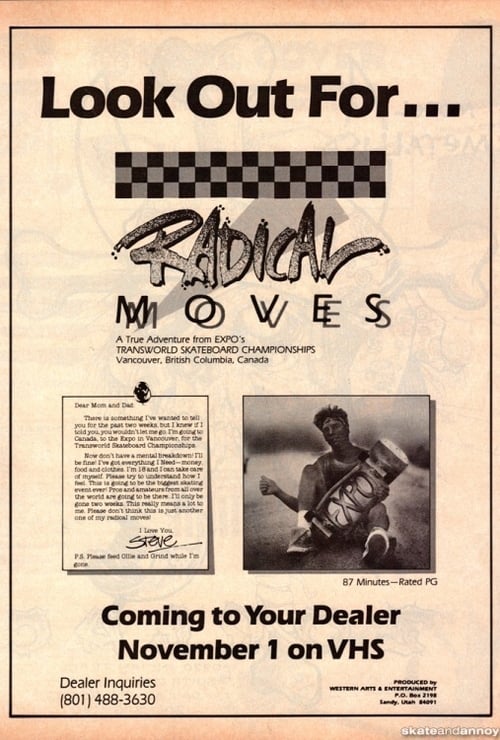 Look Out For...
RADICAL
MOVES
A True Adventure from EXPO's
TRANSWORLD SKATEBOARD CHAMPIONSHIPS
Vancouver, British Columbia, Canada
Dear Mom and Dad,
There is something I've wanted to tell
you for the past two weeks, but I knew if I
told you, you wouldn't let me go. I'm going to
Canada, to the Expo in Vancouver, for the
Transworld Skateboard Championships.
Now don't have a mental breakdown! I'll
be fine! I've got everything I Need—money,
food and clothes. I'm 18 and I can take care
of myself. Please try to understand how I
feel. This is going to be the biggest skating
event ever! Pros and amateurs from all over
the world are going to be there. I'll only be
gone two weeks. This really means a lot to
me. Please don't think this is just another
one of my radical moves!
I Love You,
Steve
P.S. Please feed Ollie and Grind while I'm
gone.
87 Minutes—Rated PG
Coming to Your Dealer
November 1 on VHS
Dealer Inquiries
(801) 488-3630
PRODUCED by
WESTERN ARTS & ENTERTAINMENT
P.O. Box 2198
Sandy, Utah 84091
skateandannoy